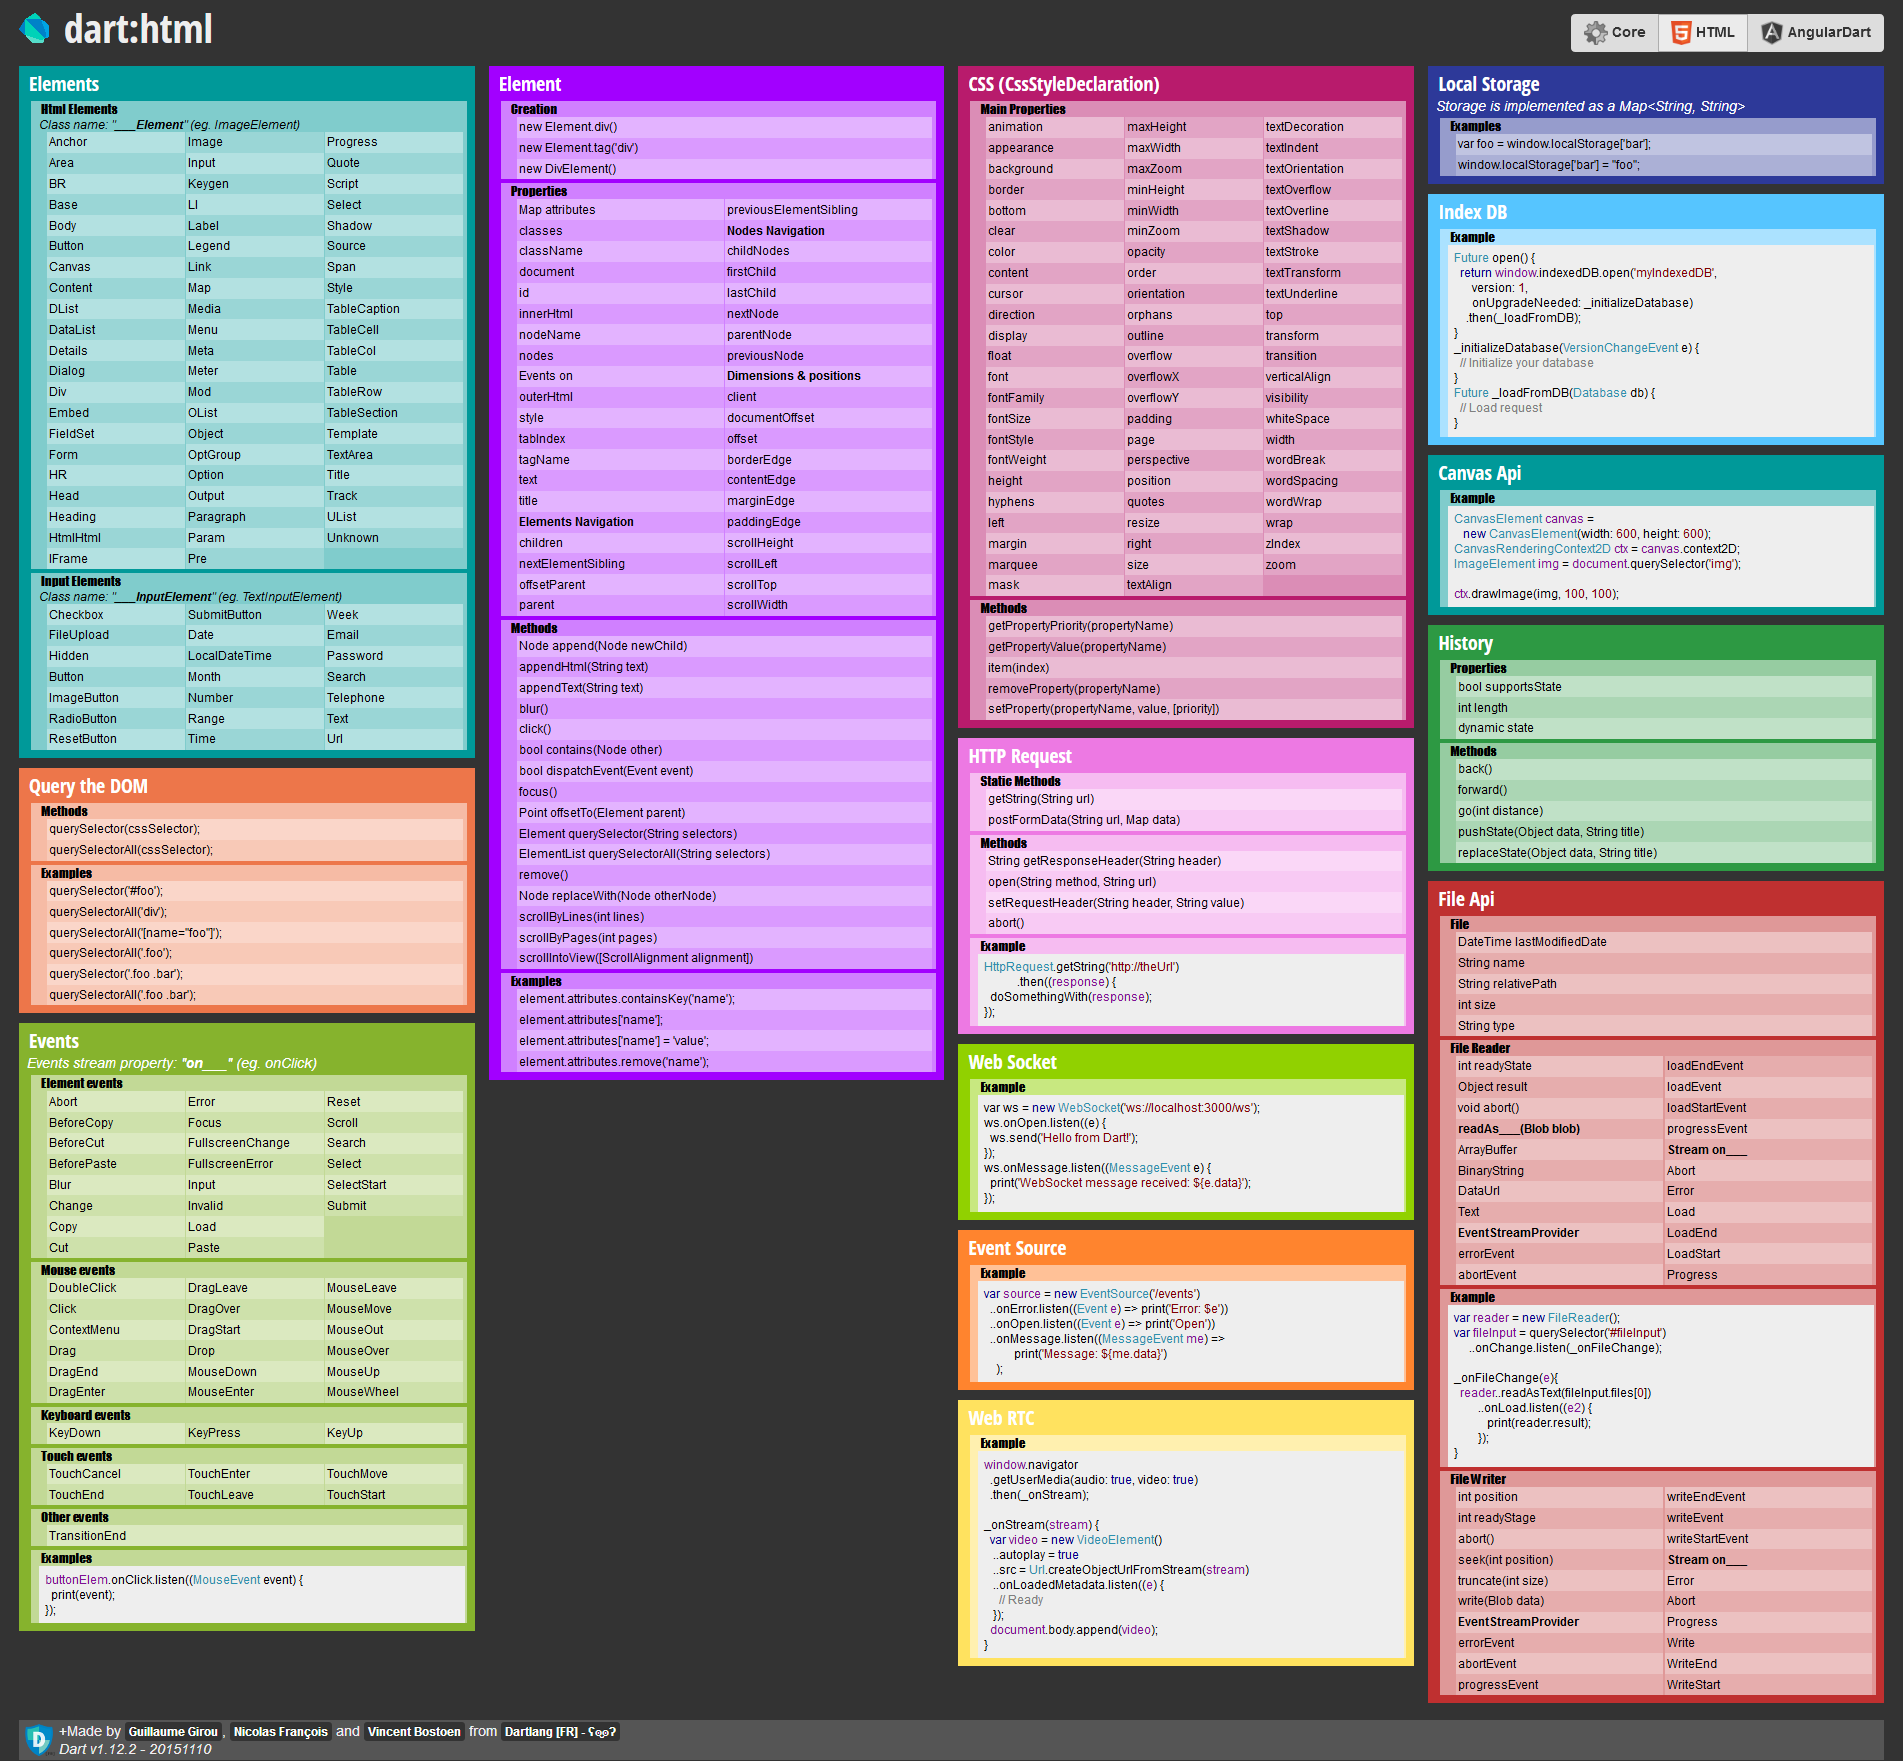 dart:html
Core HTML AngularDart
Elements
Html Elements
Class name: "___Element" (eg. ImageElement)
Anchor Image Progress
Area Input Quote
BR Keygen Script
Base LI Select
Body Label Shadow
Button Legend Source
Canvas Link Span
Content Map Style
DList Media TableCaption
DataList Menu TableCell
Details Meta TableCol
Dialog Meter Table
Div Mod TableRow
Embed OList TableSection
FieldSet Object Template
Form OptGroup TextArea
HR Option Title
Head Output Track
Heading Paragraph UList
HtmlHtml Param Unknown
IFrame Pre
Input Elements
Class name: "___InputElement" (eg. TextInputElement)
Checkbox SubmitButton Week
FileUpload Date Email
Hidden LocalDateTime Password
Button Month Search
ImageButton Number Telephone
RadioButton Range Text
ResetButton Time Url
Query the DOM
Methods
querySelector(cssSelector);
querySelectorAll(cssSelector);
Examples
querySelector('#foo');
querySelectorAll('div');
querySelectorAll('[name="foo"]');
querySelectorAll('.foo');
querySelector('.foo .bar');
querySelectorAll('.foo .bar');
Events
Events stream property: "on___" (eg. onClick)
Element events
Abort Error Reset
BeforeCopy Focus Scroll
BeforeCut FullscreenChange Search
BeforePaste FullscreenError Select
Blur Input SelectStart
Change Invalid Submit
Copy Load
Cut Paste
Mouse events
DoubleClick DragLeave MouseLeave
Click DragOver MouseMove
ContextMenu DragStart MouseOut
Drag Drop MouseOver
DragEnd MouseDown MouseUp
DragEnter MouseEnter MouseWheel
Keyboard events
KeyDown KeyPress KeyUp
Touch events
TouchCancel TouchEnter TouchMove
TouchEnd TouchLeave TouchStart
Other events
TransitionEnd
Examples
buttonElem.onClick.listen((MouseEvent event) {
print(event);
});
Element
Creation
new Element.div()
new Element.tag('div')
new DivElement()
Properties
Map attributes previousElementSibling
classes Nodes Navigation
className childNodes
document firstChild
id lastChild
innerHtml nextNode
nodeName parentNode
nodes previousNode
Events on Dimensions & positions
outerHtml client
style documentOffset
tabIndex offset
tagName borderEdge
text contentEdge
title marginEdge
Elements Navigation paddingEdge
children scrollHeight
nextElementSibling scrollLeft
offsetParent scrollTop
parent scrollWidth
Methods
Node append(Node newChild)
appendHtml(String text)
appendText(String text)
blur()
click()
bool contains(Node other)
bool dispatchEvent(Event event)
focus()
Point offsetTo(Element parent)
Element querySelector(String selectors)
ElementList querySelectorAll(String selectors)
remove()
Node replaceWith(Node otherNode)
scrollByLines(int lines)
scrollByPages(int pages)
scrollIntoView([ScrollAlignment alignment])
Examples
element.attributes.containsKey('name');
element.attributes['name'];
element.attributes['name'] = 'value';
element.attributes.remove('name');
CSS (CssStyleDeclaration)
Main Properties
animation maxHeight textDecoration
appearance maxWidth textIndent
background maxZoom textOrientation
border minHeight textOverflow
bottom minWidth textOverline
clear minZoom textShadow
color opacity textStroke
content order textTransform
cursor orientation textUnderline
direction orphans top
display outline transform
float overflow transition
font overflowX verticalAlign
fontFamily overflowY visibility
fontSize padding whiteSpace
fontStyle page width
fontWeight perspective wordBreak
height position wordSpacing
hyphens quotes wordWrap
left resize wrap
margin right zIndex
marquee size zoom
mask textAlign
Methods
getPropertyPriority(propertyName)
getPropertyValue(propertyName)
item(index)
removeProperty(propertyName)
setProperty(propertyName, value, [priority])
HTTP Request
Static Methods
getString(String url)
postFormData(String url, Map data)
Methods
String getResponseHeader(String header)
open(String method, String url)
setRequestHeader(String header, String value)
abort()
Example
HttpRequest.getString('http://theUrl')
.then((response) {
doSomethingWith(response);
});
Web Socket
Example
var ws = new WebSocket('ws://localhost:3000/ws');
ws.onOpen.listen((e) {
ws.send('Hello from Dart!');
});
ws.onMessage.listen((MessageEvent e) {
print('WebSocket message received: ${e.data}');
});
Event Source
Example
var source = new EventSource('/events')
..onError.listen((Event e) => print('Error: $e'))
..onOpen.listen((Event e) => print('Open'))
..onMessage.listen((MessageEvent me) =>
print('Message: ${me.data}')
);
Web RTC
Example
window.navigator
.getUserMedia(audio: true, video: true)
.then(_onStream);
_onStream(stream) {
var video = new VideoElement()
..autoplay = true
..src = Url.createObjectUrlFromStream(stream)
..onLoadedMetadata.listen((e) {
// Ready
});
document.body.append(video);
}
Local Storage
Storage is implemented as a Map<String, String>
Examples
var foo = window.localStorage['bar'];
window.localStorage['bar'] = "foo";
Index DB
Example
Future open() {
return window.indexedDB.open('myIndexedDB',
version: 1,
onUpgradeNeeded: _initializeDatabase)
.then(_loadFromDB);
}
_initializeDatabase(VersionChangeEvent e) {
// Initialize your database
}
Future _loadFromDB(Database db) {
// Load request
}
Canvas Api
Example
CanvasElement canvas =
new CanvasElement(width: 600, height: 600);
CanvasRenderingContext2D ctx = canvas.context2D;
ImageElement img = document.querySelector('img');
ctx.drawImage(img, 100, 100);
History
Properties
bool supportsState
int length
dynamic state
Methods
back()
forward()
go(int distance)
pushState(Object data, String title)
replaceState(Object data, String title)
File Api
File
DateTime lastModifiedDate
String name
String relativePath
int size
String type
File Reader
int readyState loadEndEvent
Object result loadEvent
void abort() loadStartEvent
readAs___(Blob blob) progressEvent
ArrayBuffer Stream on___
BinaryString Abort
DataUrl Error
Text Load
EventStreamProvider LoadEnd
errorEvent LoadStart
abortEvent Progress
Example
var reader = new FileReader();
var fileInput = querySelector('#fileInput')
..onChange.listen(_onFileChange);
_onFileChange(e){
reader..readAsText(fileInput.files[0])
..onLoad.listen((e2) {
print(reader.result);
});
}
FileWriter
int position writeEndEvent
int readyStage writeEvent
abort() writeStartEvent
seek(int position) Stream on___
truncate(int size) Error
write(Blob data) Abort
EventStreamProvider Progress
errorEvent Write
abortEvent WriteEnd
progressEvent WriteStart
+Made by Guillaume Girou, Nicolas François and Vincent Bostoen from Dartlang [FR] -
Dart v1.12.2 - 20151110